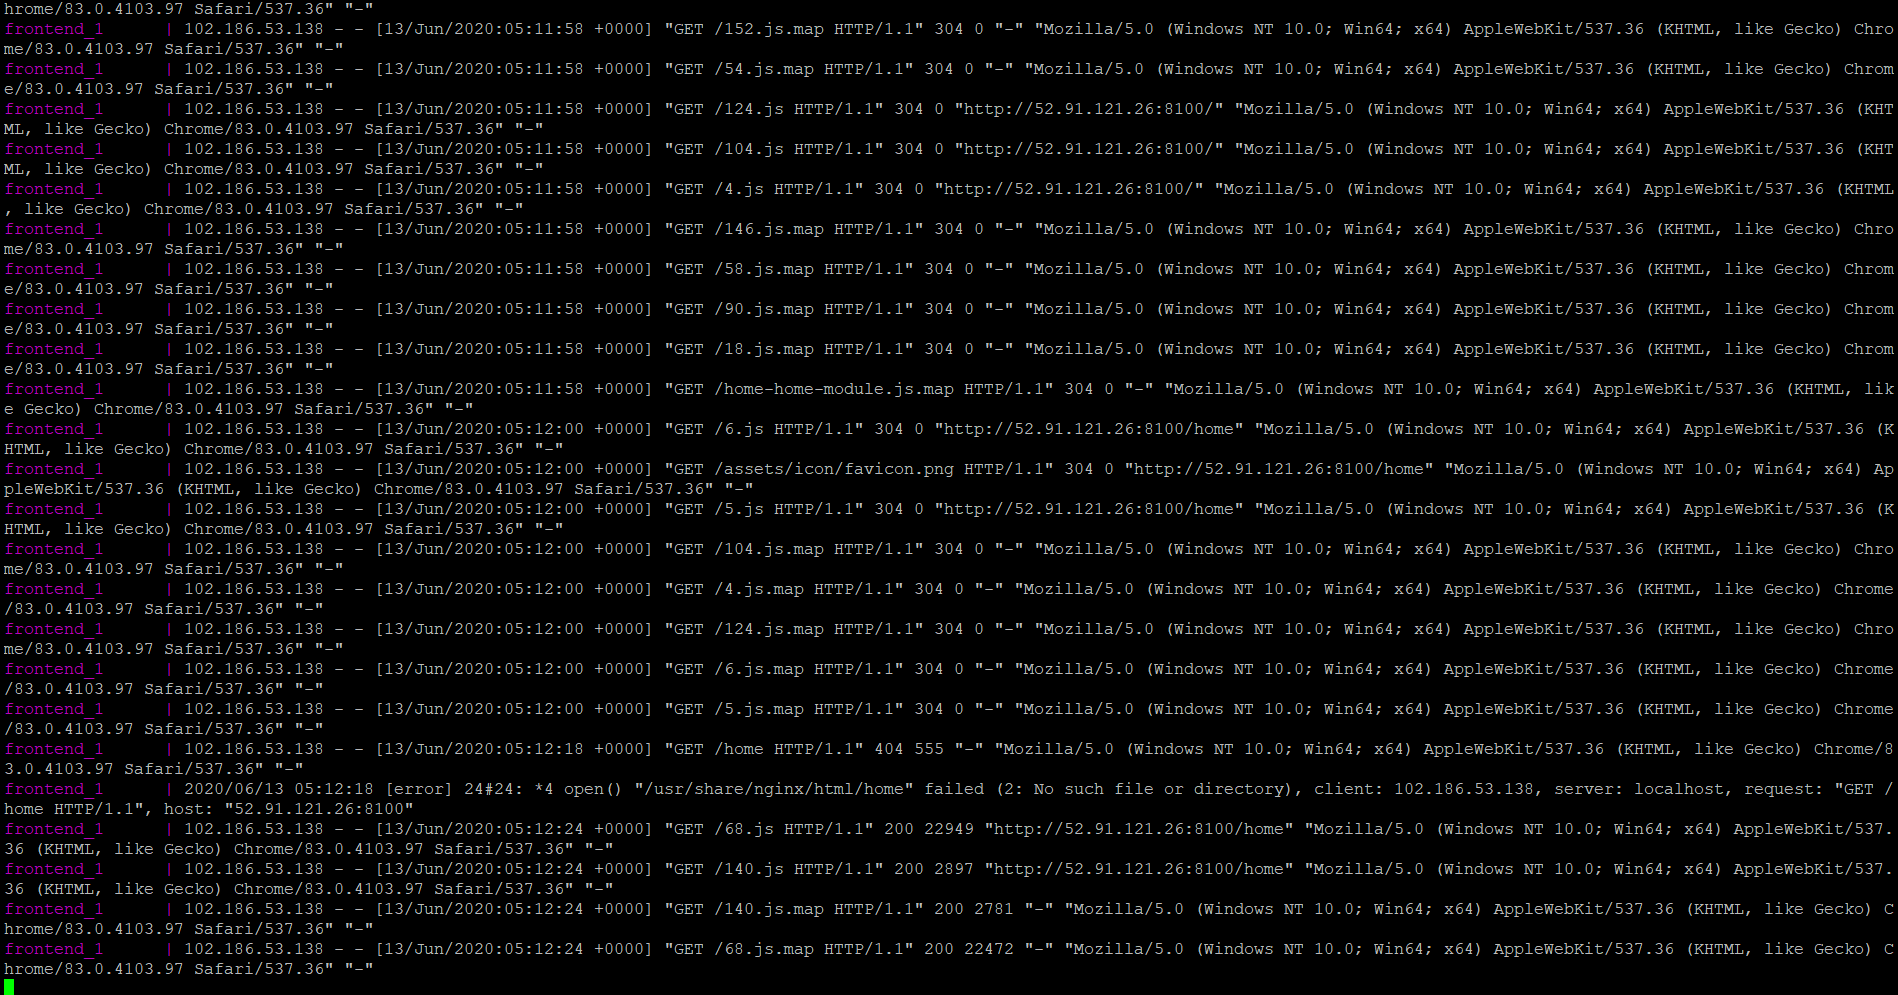 hrome/83.0.4103.97 Safari/537.36" "-"
frontend_1      | 102.186.53.138 - - [13/Jun/2020:05:11:58 +0000] "GET /152.js.map HTTP/1.1" 304 0 "-" "Mozilla/5.0 (Windows NT 10.0; Win64; x64) AppleWebKit/537.36 (KHTML, like Gecko) Chro
me/83.0.4103.97 Safari/537.36" "-"
frontend_1      | 102.186.53.138 - - [13/Jun/2020:05:11:58 +0000] "GET /54.js.map HTTP/1.1" 304 0 "-" "Mozilla/5.0 (Windows NT 10.0; Win64; x64) AppleWebKit/537.36 (KHTML, like Gecko) Chrom
e/83.0.4103.97 Safari/537.36" "-"
frontend_1      | 102.186.53.138 - - [13/Jun/2020:05:11:58 +0000] "GET /124.js HTTP/1.1" 304 0 "http://52.91.121.26:8100/" "Mozilla/5.0 (Windows NT 10.0; Win64; x64) AppleWebKit/537.36 (KHT
ML, like Gecko) Chrome/83.0.4103.97 Safari/537.36" "-"
frontend_1      | 102.186.53.138 - - [13/Jun/2020:05:11:58 +0000] "GET /104.js HTTP/1.1" 304 0 "http://52.91.121.26:8100/" "Mozilla/5.0 (Windows NT 10.0; Win64; x64) AppleWebKit/537.36 (KHT
ML, like Gecko) Chrome/83.0.4103.97 Safari/537.36" "-"
frontend_1      | 102.186.53.138 - - [13/Jun/2020:05:11:58 +0000] "GET /4.js HTTP/1.1" 304 0 "http://52.91.121.26:8100/" "Mozilla/5.0 (Windows NT 10.0; Win64; x64) AppleWebKit/537.36 (KHTML
, like Gecko) Chrome/83.0.4103.97 Safari/537.36" "-"
frontend_1      | 102.186.53.138 - - [13/Jun/2020:05:11:58 +0000] "GET /146.js.map HTTP/1.1" 304 0 "-" "Mozilla/5.0 (Windows NT 10.0; Win64; x64) AppleWebKit/537.36 (KHTML, like Gecko) Chro
me/83.0.4103.97 Safari/537.36" "-"
frontend_1      | 102.186.53.138 - - [13/Jun/2020:05:11:58 +0000] "GET /58.js.map HTTP/1.1" 304 0 "-" "Mozilla/5.0 (Windows NT 10.0; Win64; x64) AppleWebKit/537.36 (KHTML, like Gecko) Chrom
e/83.0.4103.97 Safari/537.36" "-"
frontend_1      | 102.186.53.138 - - [13/Jun/2020:05:11:58 +0000] "GET /90.js.map HTTP/1.1" 304 0 "-" "Mozilla/5.0 (Windows NT 10.0; Win64; x64) AppleWebKit/537.36 (KHTML, like Gecko) Chrom
e/83.0.4103.97 Safari/537.36" "-"
frontend_1      | 102.186.53.138 - - [13/Jun/2020:05:11:58 +0000] "GET /18.js.map HTTP/1.1" 304 0 "-" "Mozilla/5.0 (Windows NT 10.0; Win64; x64) AppleWebKit/537.36 (KHTML, like Gecko) Chrom
e/83.0.4103.97 Safari/537.36" "-"
frontend_1      | 102.186.53.138 - - [13/Jun/2020:05:11:58 +0000] "GET /home-home-module.js.map HTTP/1.1" 304 0 "-" "Mozilla/5.0 (Windows NT 10.0; Win64; x64) AppleWebKit/537.36 (KHTML, lik
e Gecko) Chrome/83.0.4103.97 Safari/537.36" "-"
frontend_1      | 102.186.53.138 - - [13/Jun/2020:05:12:00 +0000] "GET /6.js HTTP/1.1" 304 0 "http://52.91.121.26:8100/home" "Mozilla/5.0 (Windows NT 10.0; Win64; x64) AppleWebKit/537.36 (K
HTML, like Gecko) Chrome/83.0.4103.97 Safari/537.36" "-"
frontend_1      | 102.186.53.138 - - [13/Jun/2020:05:12:00 +0000] "GET /assets/icon/favicon.png HTTP/1.1" 304 0 "http://52.91.121.26:8100/home" "Mozilla/5.0 (Windows NT 10.0; Win64; x64) Ap
pleWebKit/537.36 (KHTML, like Gecko) Chrome/83.0.4103.97 Safari/537.36" "-"
frontend_1      | 102.186.53.138 - - [13/Jun/2020:05:12:00 +0000] "GET /5.js HTTP/1.1" 304 0 "http://52.91.121.26:8100/home" "Mozilla/5.0 (Windows NT 10.0; Win64; x64) AppleWebKit/537.36 (K
HTML, like Gecko) Chrome/83.0.4103.97 Safari/537.36" "-"
frontend_1      | 102.186.53.138 - - [13/Jun/2020:05:12:00 +0000] "GET /104.js.map HTTP/1.1" 304 0 "-" "Mozilla/5.0 (Windows NT 10.0; Win64; x64) AppleWebKit/537.36 (KHTML, like Gecko) Chro
me/83.0.4103.97 Safari/537.36" "-"
frontend_1      | 102.186.53.138 - - [13/Jun/2020:05:12:00 +0000] "GET /4.js.map HTTP/1.1" 304 0 "-" "Mozilla/5.0 (Windows NT 10.0; Win64; x64) AppleWebKit/537.36 (KHTML, like Gecko) Chrome
/83.0.4103.97 Safari/537.36" "-"
frontend_1      | 102.186.53.138 - - [13/Jun/2020:05:12:00 +0000] "GET /124.js.map HTTP/1.1" 304 0 "-" "Mozilla/5.0 (Windows NT 10.0; Win64; x64) AppleWebKit/537.36 (KHTML, like Gecko) Chro
me/83.0.4103.97 Safari/537.36" "-"
frontend_1      | 102.186.53.138 - - [13/Jun/2020:05:12:00 +0000] "GET /6.js.map HTTP/1.1" 304 0 "-" "Mozilla/5.0 (Windows NT 10.0; Win64; x64) AppleWebKit/537.36 (KHTML, like Gecko) Chrome
/83.0.4103.97 Safari/537.36" "-"
frontend_1      | 102.186.53.138 - - [13/Jun/2020:05:12:00 +0000] "GET /5.js.map HTTP/1.1" 304 0 "-" "Mozilla/5.0 (Windows NT 10.0; Win64; x64) AppleWebKit/537.36 (KHTML, like Gecko) Chrome
/83.0.4103.97 Safari/537.36" "-"
frontend_1      | 102.186.53.138 - - [13/Jun/2020:05:12:18 +0000] "GET /home HTTP/1.1" 404 555 "-" "Mozilla/5.0 (Windows NT 10.0; Win64; x64) AppleWebKit/537.36 (KHTML, like Gecko) Chrome/8
3.0.4103.97 Safari/537.36" "-"
frontend_1      | 2020/06/13 05:12:18 [error] 24#24: *4 open() "/usr/share/nginx/html/home" failed (2: No such file or directory), client: 102.186.53.138, server: localhost, request: "GET /
home HTTP/1.1", host: "52.91.121.26:8100"
frontend_1      | 102.186.53.138 - - [13/Jun/2020:05:12:24 +0000] "GET /68.js HTTP/1.1" 200 22949 "http://52.91.121.26:8100/home" "Mozilla/5.0 (Windows NT 10.0; Win64; x64) AppleWebKit/537.
36 (KHTML, like Gecko) Chrome/83.0.4103.97 Safari/537.36" "-"
frontend_1      | 102.186.53.138 - - [13/Jun/2020:05:12:24 +0000] "GET /140.js HTTP/1.1" 200 2897 "http://52.91.121.26:8100/home" "Mozilla/5.0 (Windows NT 10.0; Win64; x64) AppleWebKit/537.
36 (KHTML, like Gecko) Chrome/83.0.4103.97 Safari/537.36" "-"
frontend_1      | 102.186.53.138 - - [13/Jun/2020:05:12:24 +0000] "GET /140.js.map HTTP/1.1" 200 2781 "-" "Mozilla/5.0 (Windows NT 10.0; Win64; x64) AppleWebKit/537.36 (KHTML, like Gecko) C
hrome/83.0.4103.97 Safari/537.36" "-"
frontend_1      | 102.186.53.138 - - [13/Jun/2020:05:12:24 +0000] "GET /68.js.map HTTP/1.1" 200 22472 "-" "Mozilla/5.0 (Windows NT 10.0; Win64; x64) AppleWebKit/537.36 (KHTML, like Gecko) C
hrome/83.0.4103.97 Safari/537.36" "-"